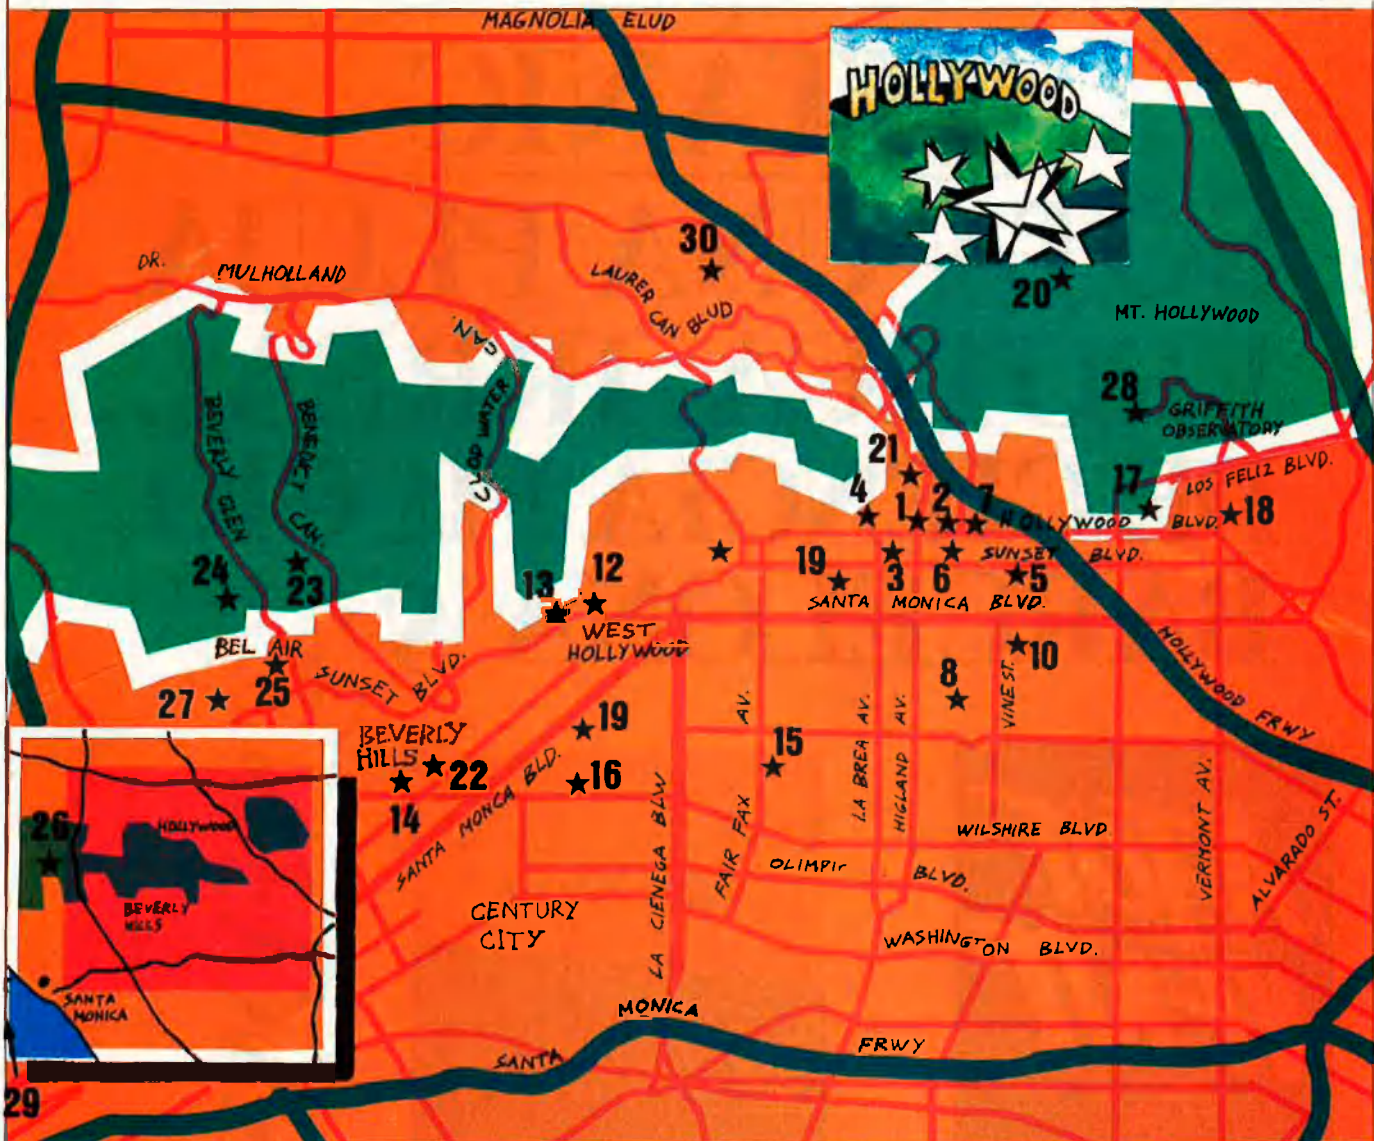 MAGNOLIA ELUD
HOLLYWOOD
30
DR.
MULHOLLAND
LAURER CAN BLUD
20
MT. HOLLYWOOD
CAN.
CLOD WATER
BEVERLY GLEN
BENEDICT CAN.
28
GRIFFITH
OBSERVATORY
21
LOS FELIZ BLVD.
17
18
4
1
2
7
HOLLYWOOD BLVD.
19
3
6
SUNSET BLVD.
5
24
23
13
12
SANTA MONICA BLVD.
WEST
HOLLYWOOD
BEL AIR
25
SUNSET BLVD.
27
10
8
VINE ST.
HOLLYWOOD FRWY
BEVERLY
HILLS
22
14
19
16
15
SANTA MONCA BLD.
LA CIENEGA BLW
FAIR FAX AV.
LA BREA AV.
HIGLAND AV.
VERMONT AV.
ALVARADO ST.
WILSHIRE BLVD
OLIMPIC BLVD.
WASHINGTON BLVD.
CENTURY
CITY
26
HOLLYWOOD
BEVERLY
HILLS
SANTA
MONICA
29
SANTA MONICA FRWY